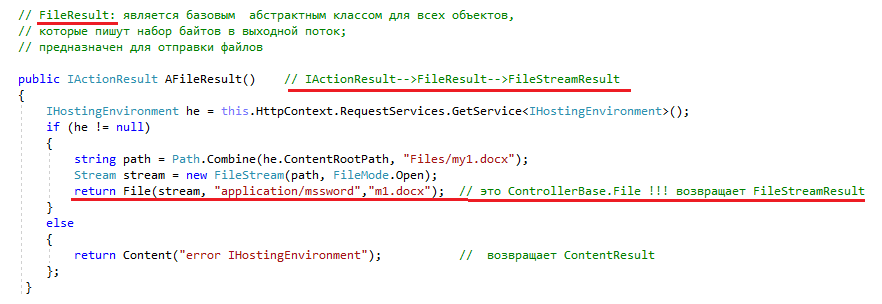 // FileResult: является базовым  абстрактным классом для всех объектов,
// которые пишут набор байтов в выходной поток;
// предназначен для отправки файлов
public IActionResult AFileResult()    // IActionResult-->FileResult-->FileStreamResult
{
    IHostingEnvironment he = this.HttpContext.RequestServices.GetService<IHostingEnvironment>();
    if (he != null)
    {
        string path = Path.Combine(he.ContentRootPath, "Files/my1.docx");
        Stream stream = new FileStream(path, FileMode.Open);
        return File(stream, "application/mssword","m1.docx");  // это ControllerBase.File !!! возвращает FileStreamResult
    }
    else
    {
        return Content("error IHostingEnvironment");           //  возвращает ContentResult
    };
}